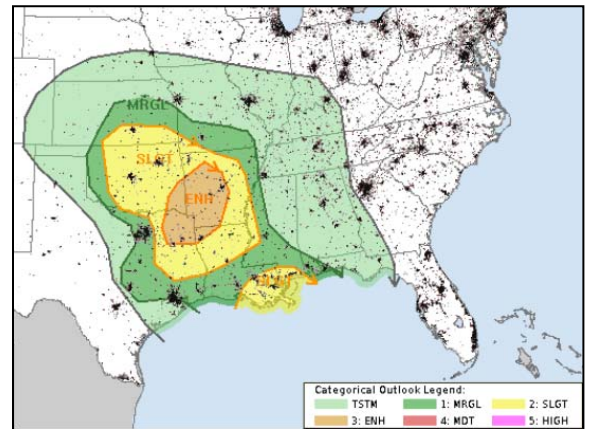 MRGL
SLGT
ENH
Categorical Outlook Legend:
TSTM 1: MRGL 2: SLGT
3: ENH 4: MDT 5: HIGH